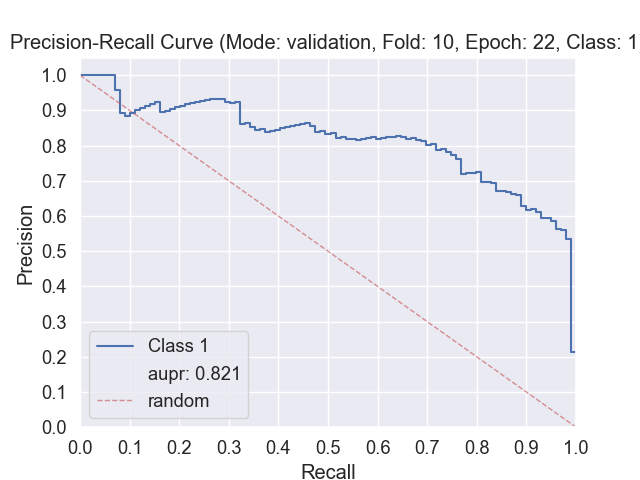 Precision-Recall Curve (Mode: validation, Fold: 10, Epoch: 22, Class: 1
1.0
0.9
0.8
0.7
0.6
0.5
0.4
0.3
0.2
0.1
0.0
Precision
Class 1
aupr: 0.821
random
0.0 0.1 0.2 0.3 0.4 0.5 0.6 0.7 0.8 0.9 1.0
Recall